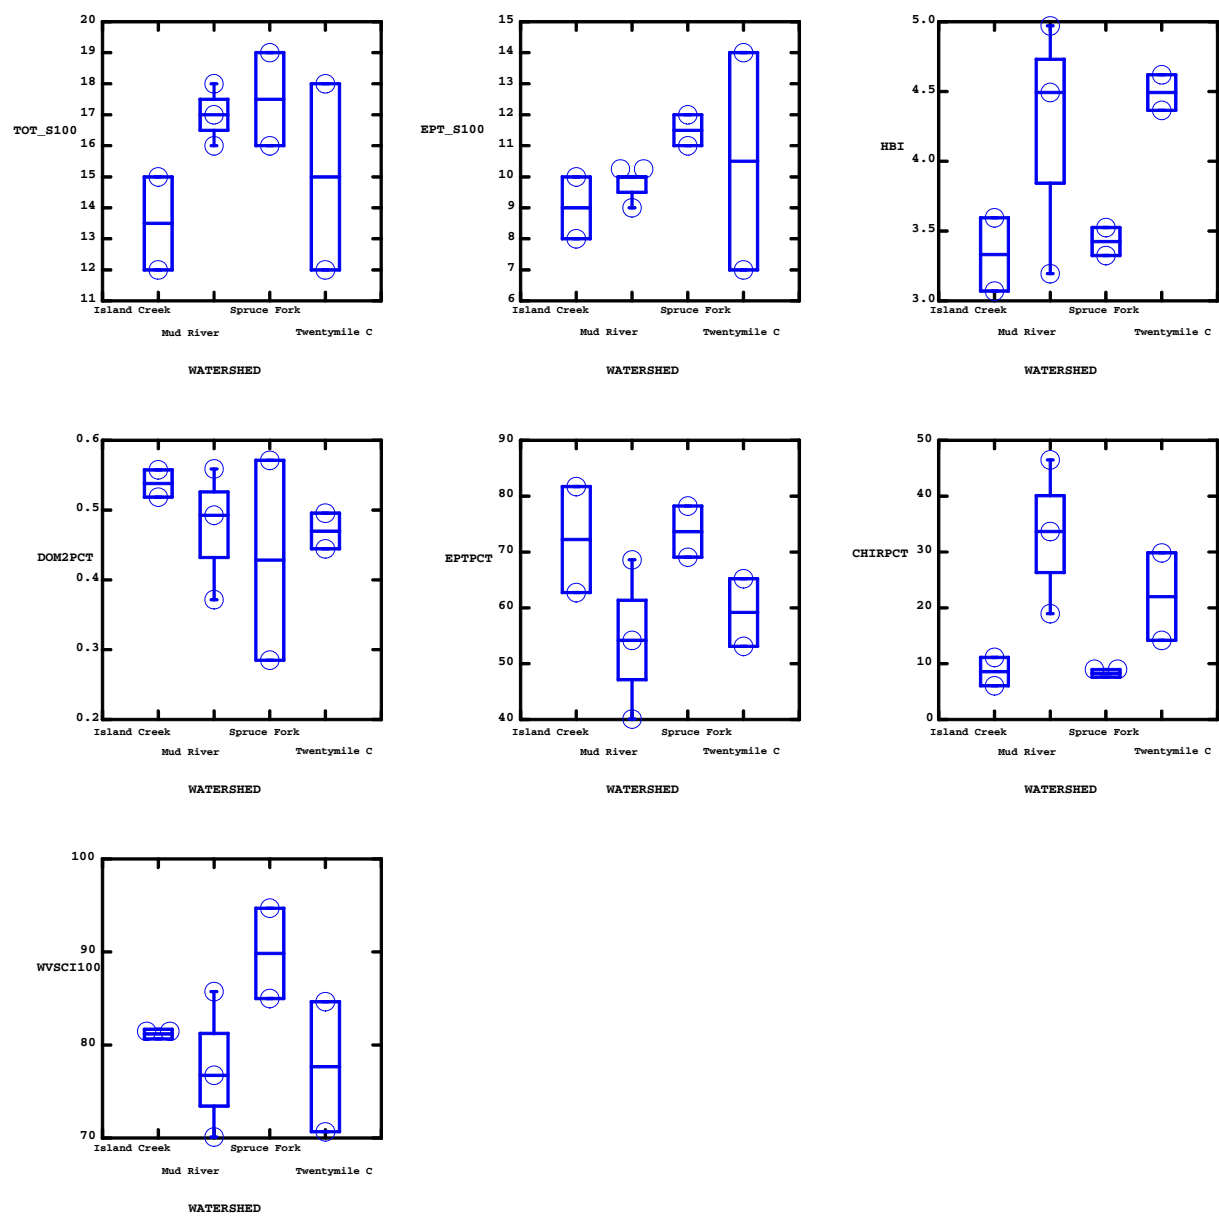 20
19
18
17
TOT_S100
16
15
14
13
12
11
Island Creek Spruce Fork
Mud River Twentymile C
WATERSHED
15
14
13
12
EPT_S100
11
10
9
8
7
6
Island Creek Spruce Fork
Mud River Twentymile C
WATERSHED
5.0
4.5
HBI
4.0
3.5
3.0
Island Creek Spruce Fork
Mud River Twentymile C
WATERSHED
0.6
0.5
DOM2PCT
0.4
0.3
0.2
Island Creek Spruce Fork
Mud River Twentymile C
WATERSHED
90
80
70
EPTPCT
60
50
40
Island Creek Spruce Fork
Mud River Twentymile C
WATERSHED
50
40
30
CHIRPCT
20
10
0
Island Creek Spruce Fork
Mud River Twentymile C
WATERSHED
100
90
WVSCI100
80
70
Island Creek Spruce Fork
Mud River Twentymile C
WATERSHED